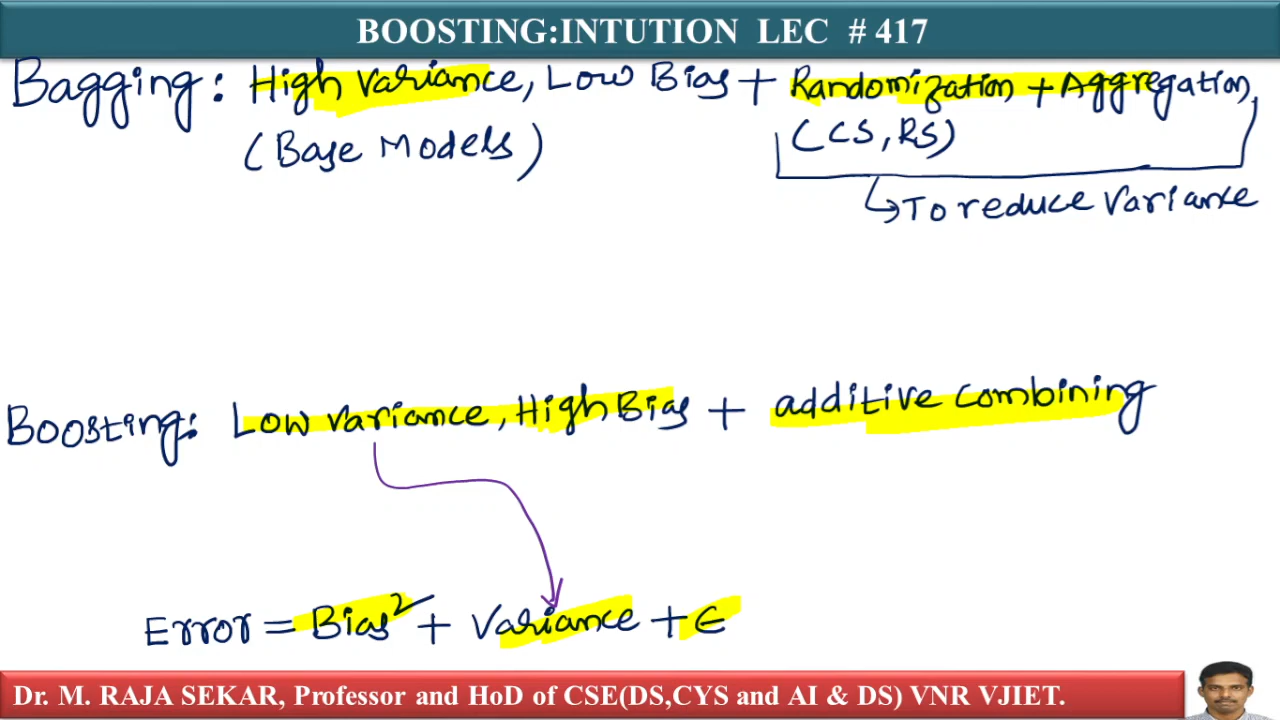 BOOSTING:INTUTION LEC # 417
Bagging: High Variance, Low Bias + Randomization + Aggregation,
(Base Models) (CS, RS)
To reduce Variance
Boosting: Low variance, High Bias + additive combining
Error = Bias² + Variance + ∈
Dr. M. RAJA SEKAR, Professor and HoD of CSE(DS,CYS and AI & DS) VNR VJIET.